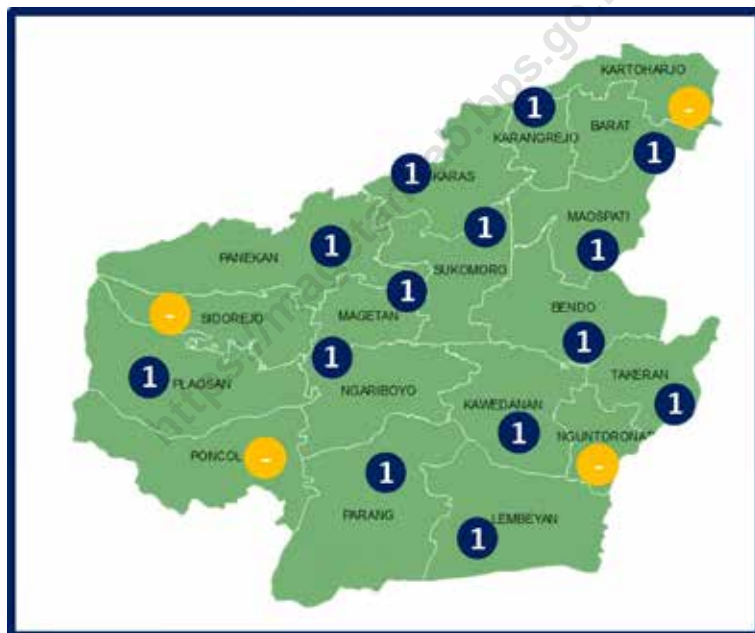 KARTOHARJO
-
1
KARANGREJO
BARAT
1
1
KARAS
MAOSPATI
1
1
PANEKAN
1
SUKOMORO
1
-
SIDOREJO
MAGETAN
BENDO
1
1
1
PLAOSAN
NGARIBOYO
TAKERAN
1
KAWEDANAN
1
NGUNTORONA
-
PONCOL
-
1
PARANG
LEMBEYAN
1